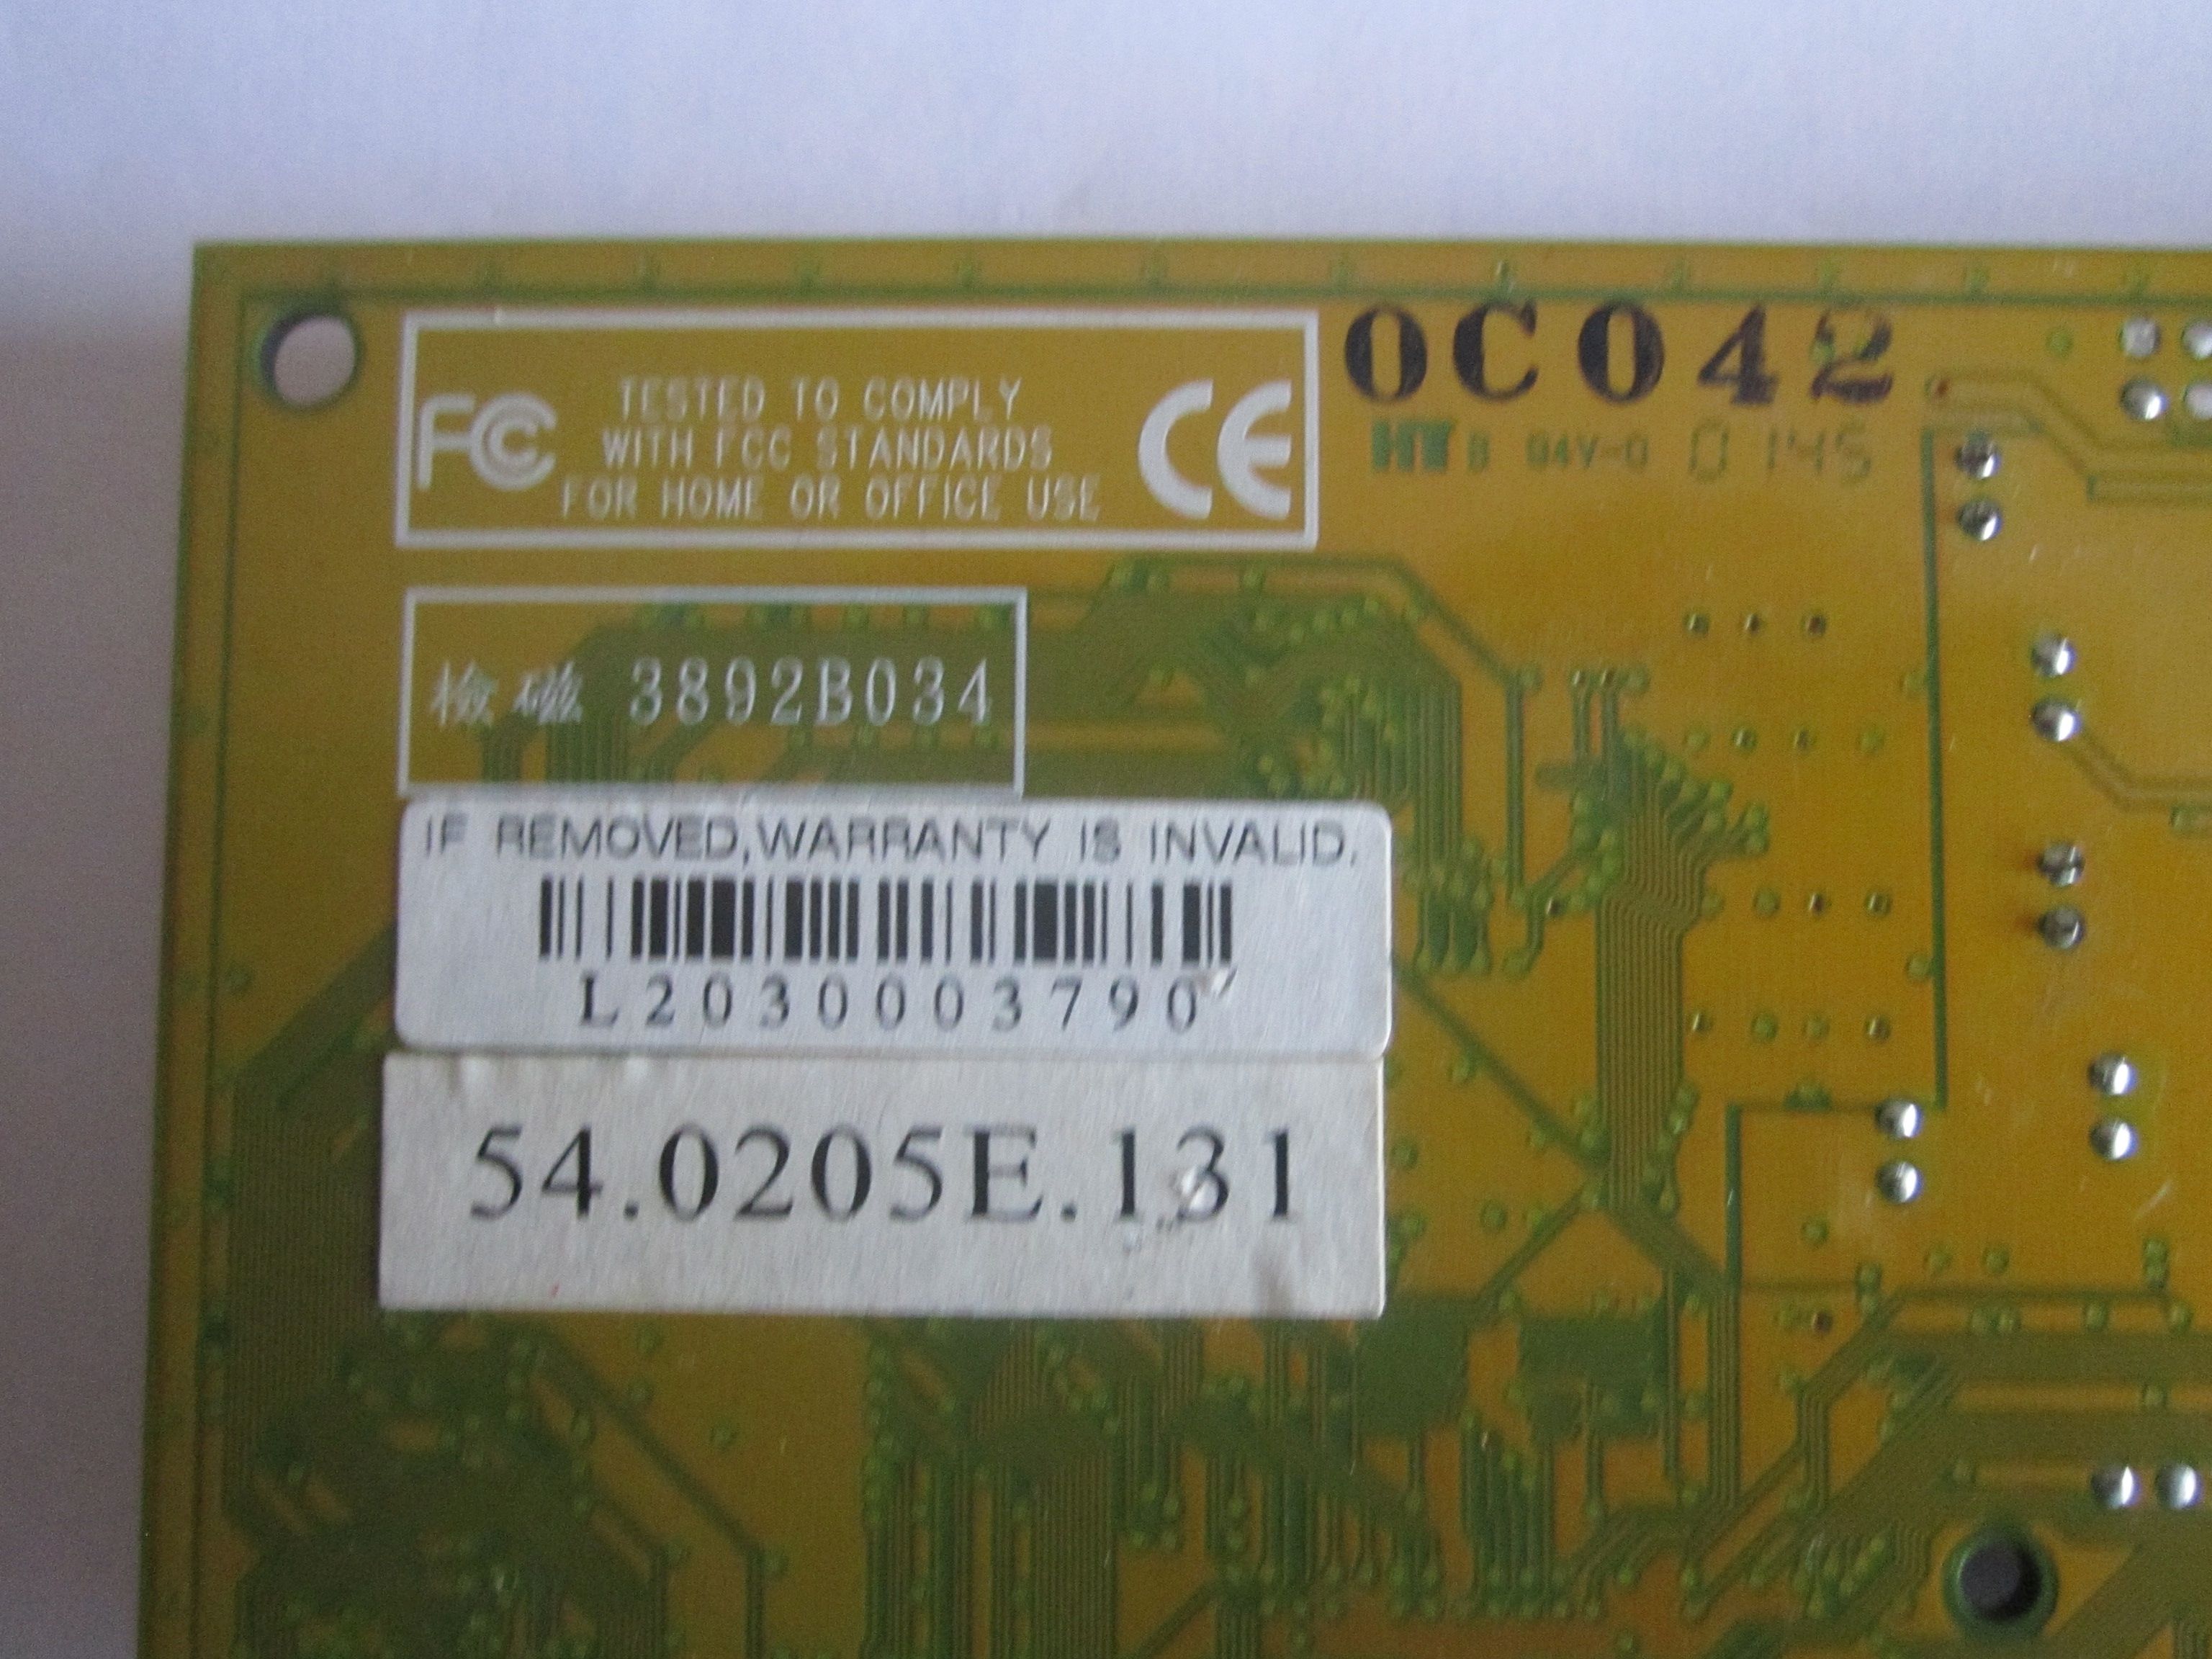 FC
TESTED TO COMPLY
WITH FCC STANDARDS
FOR HOME OR OFFICE USE
CE
0C042
B 94V-0 0145
檢磁 3892B034
IF REMOVED,WARRANTY IS INVALID.
L2030003790
54.0205E.131